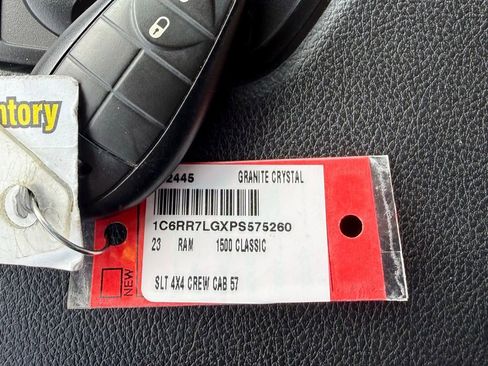 ntory
2445 GRANITE CRYSTAL
1C6RR7LGXPS575260
23 RAM 1500 CLASSIC
SLT 4X4 CREW CAB 57
NEW